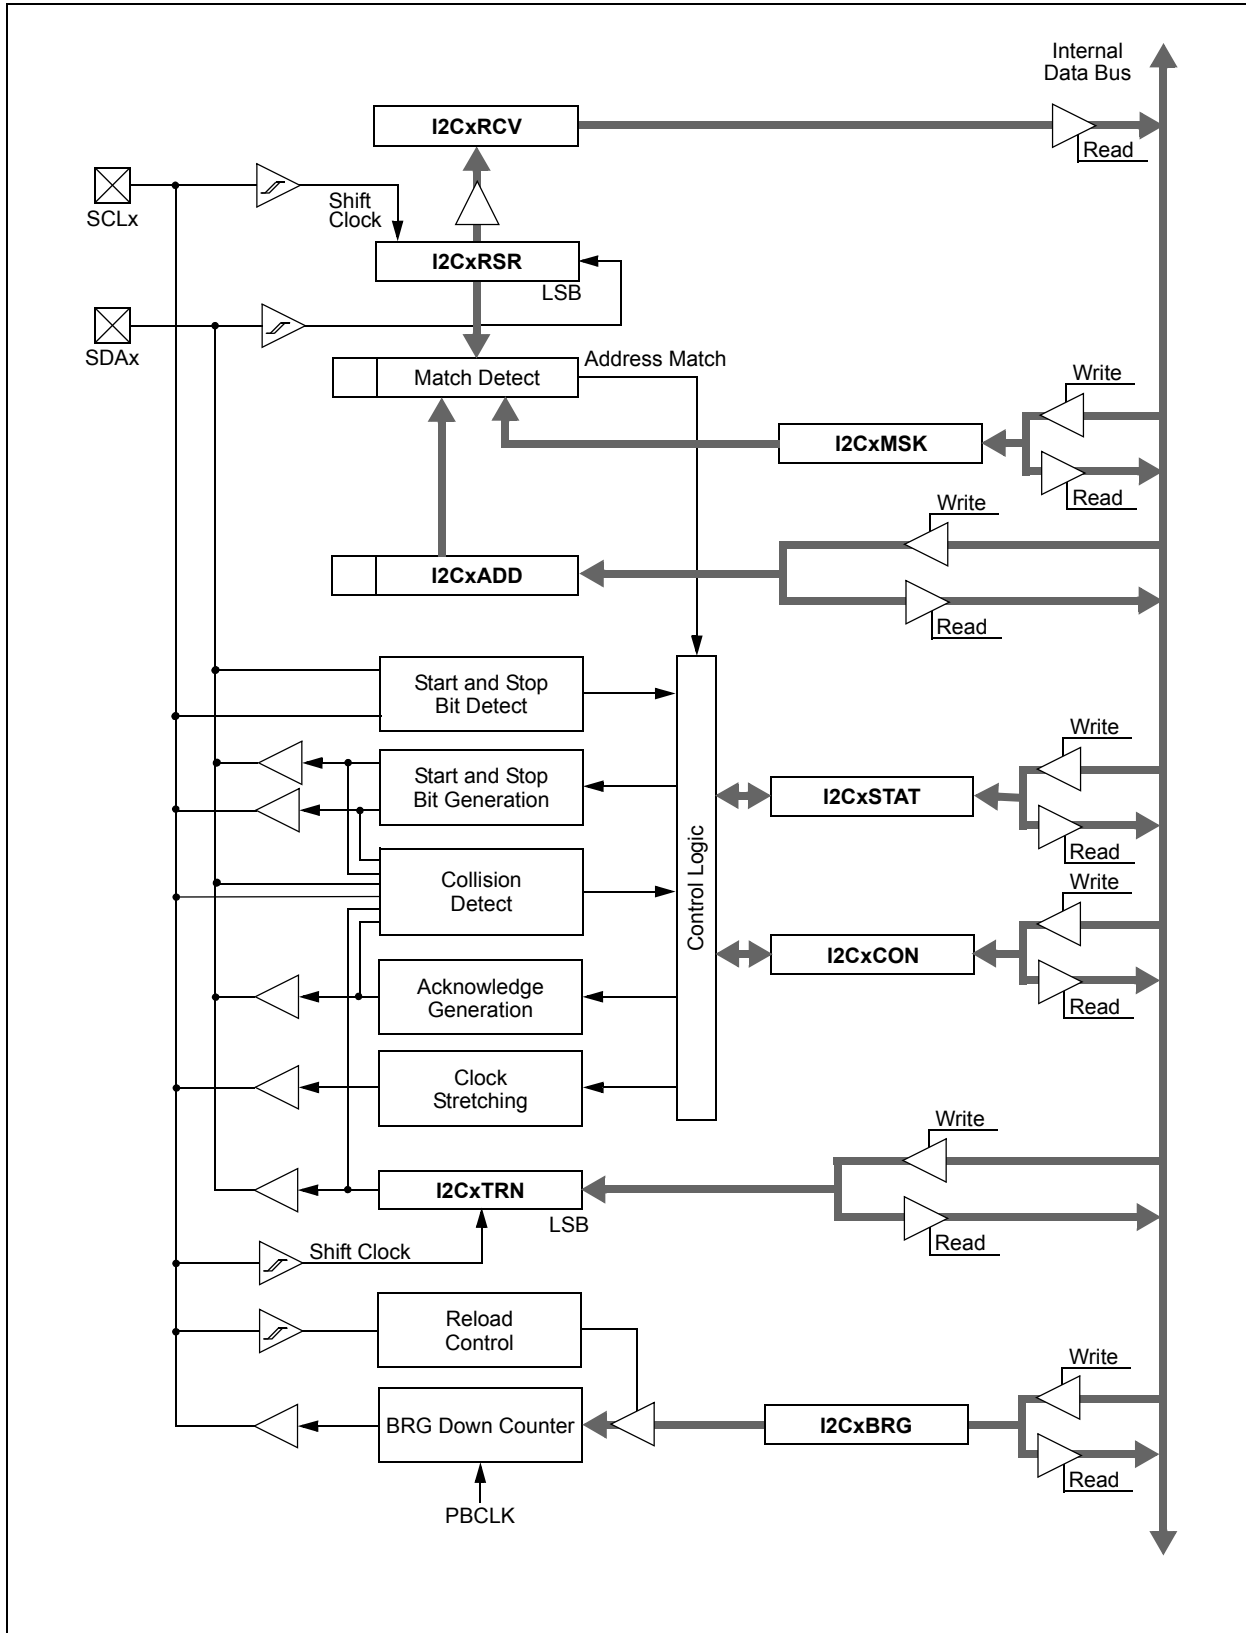 Internal
Data Bus
I2CxRCV
Read
SCLx
Shift
Clock
I2CxRSR
LSB
SDAx
Address Match
Match Detect
Write
I2CxMSK
Read
Write
I2CxADD
Read
Start and Stop
Bit Detect
Write
Start and Stop
Bit Generation
I2CxSTAT
Read
Control Logic
Collision
Detect
Write
I2CxCON
Read
Acknowledge
Generation
Clock
Stretching
Write
I2CxTRN
LSB
Read
Shift Clock
Reload
Control
Write
BRG Down Counter
I2CxBRG
Read
PBCLK